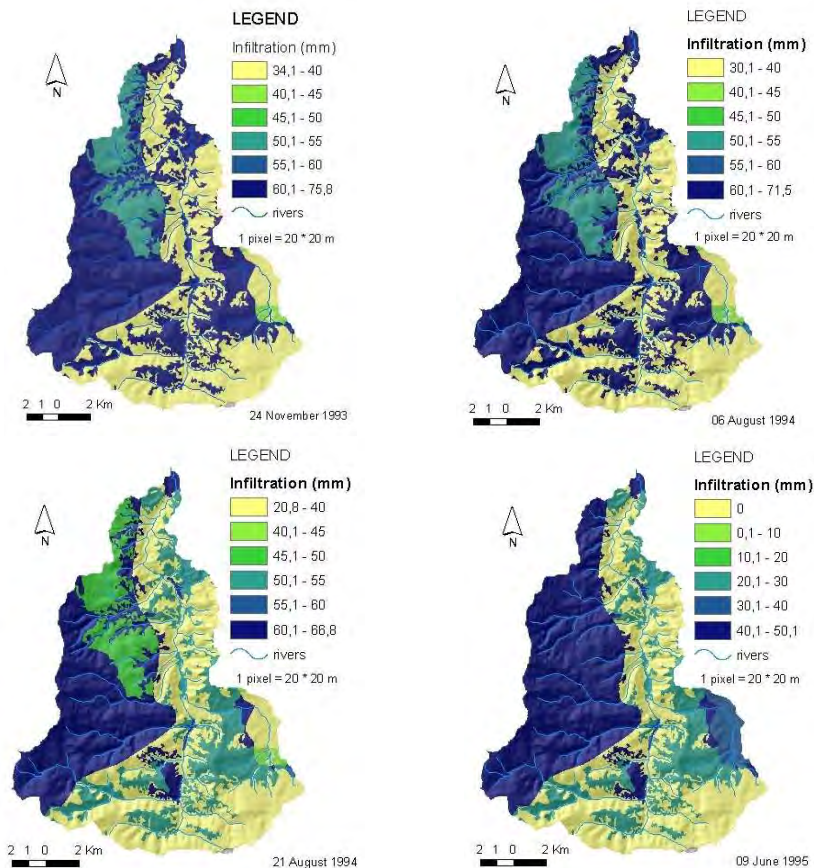 LEGEND
Infiltration (mm)
34,1 - 40
40,1 - 45
45,1 - 50
50,1 - 55
55,1 - 60
60,1 - 75,8
rivers
1 pixel = 20 * 20 m
N
2 1 0 2 Km
24 November 1993
LEGEND
Infiltration (mm)
30,1 - 40
40,1 - 45
45,1 - 50
50,1 - 55
55,1 - 60
60,1 - 71,5
rivers
1 pixel = 20 * 20 m
N
2 1 0 2 Km
06 August 1994
LEGEND
Infiltration (mm)
20,8 - 40
40,1 - 45
45,1 - 50
50,1 - 55
55,1 - 60
60,1 - 66,8
rivers
1 pixel = 20 * 20 m
N
2 1 0 2 Km
21 August 1994
LEGEND
Infiltration (mm)
0
0,1 - 10
10,1 - 20
20,1 - 30
30,1 - 40
40,1 - 50,1
rivers
1 pixel = 20 * 20 m
N
2 1 0 2 Km
09 June 1995